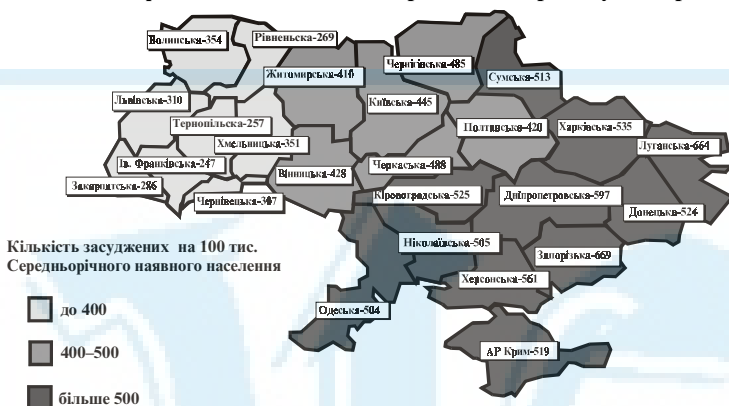 Волинська-354
Рівненьска-269
Житомирська-410
Чернігівська-485
Сумська-513
Львівська-310
Київська-445
Тернопільска-257
Полтавська-420
Харківська-535
Хмельницька-351
Луганська-664
Ів. Франківська-247
Вінницька-428
Черкаська-488
Закарпатська-286
Чернівецька-307
Кіровоградська-525
Дніпропетровська-597
Донецька-524
Ніколаївська-505
Запорізька-669
Херсонська-561
Одеська-504
АР Крим-519
Кількість засуджених на 100 тис.
Середньорічного наявного населення
до 400
400–500
більше 500